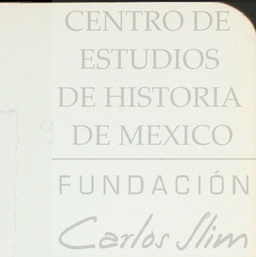 CENTRO DE
ESTUDIOS
DE HISTORIA
DE MEXICO
FUNDACIÓN
Carlos Slim